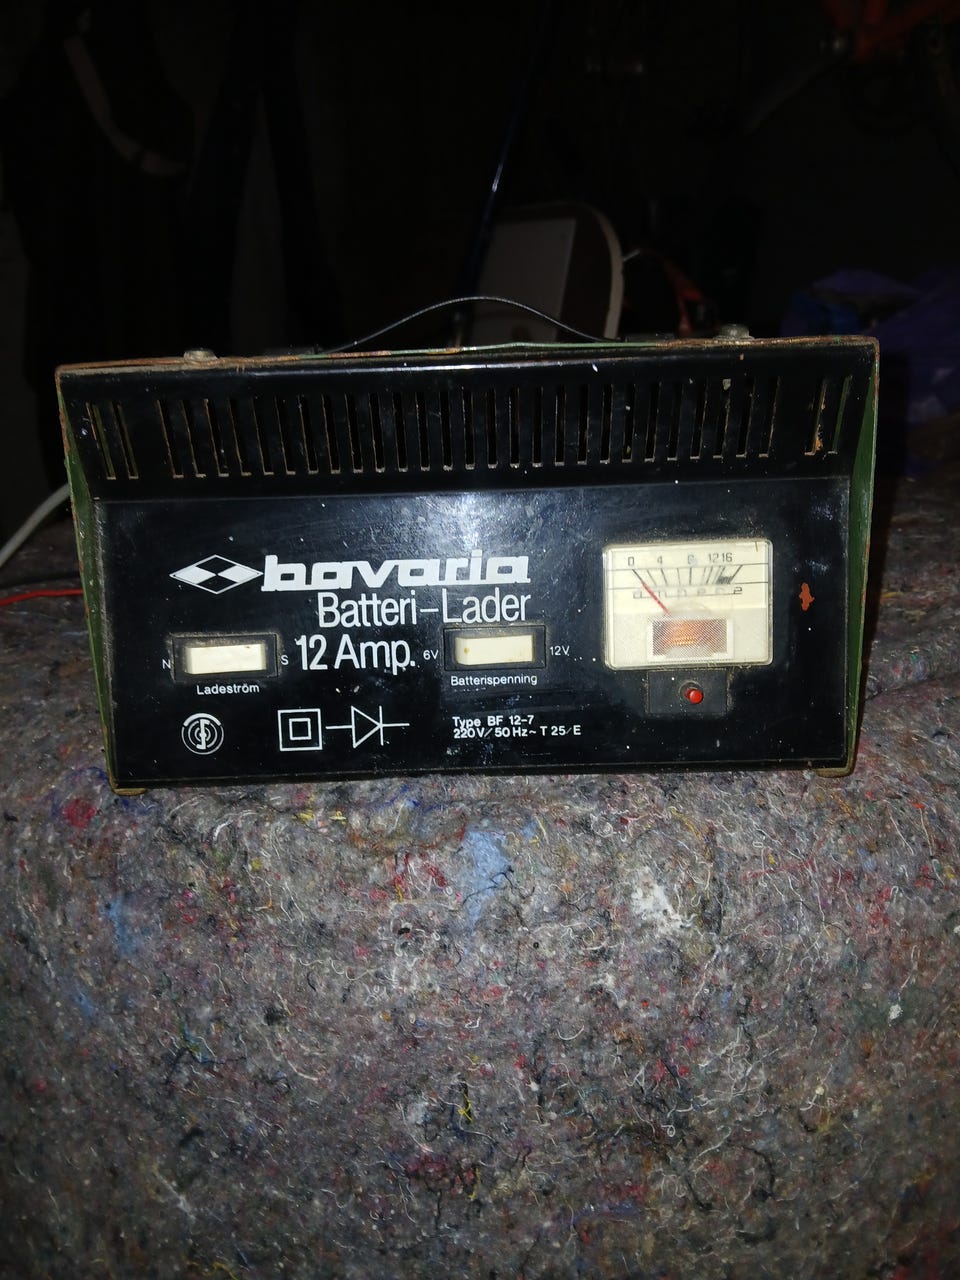 0 4 8 12 16
ampere
bavaria
Batteri-Lader
12 Amp.
N S
6V 12V
Ladeström
Batterispenning
Type BF 12-7
220V/50Hz~ T 25/E